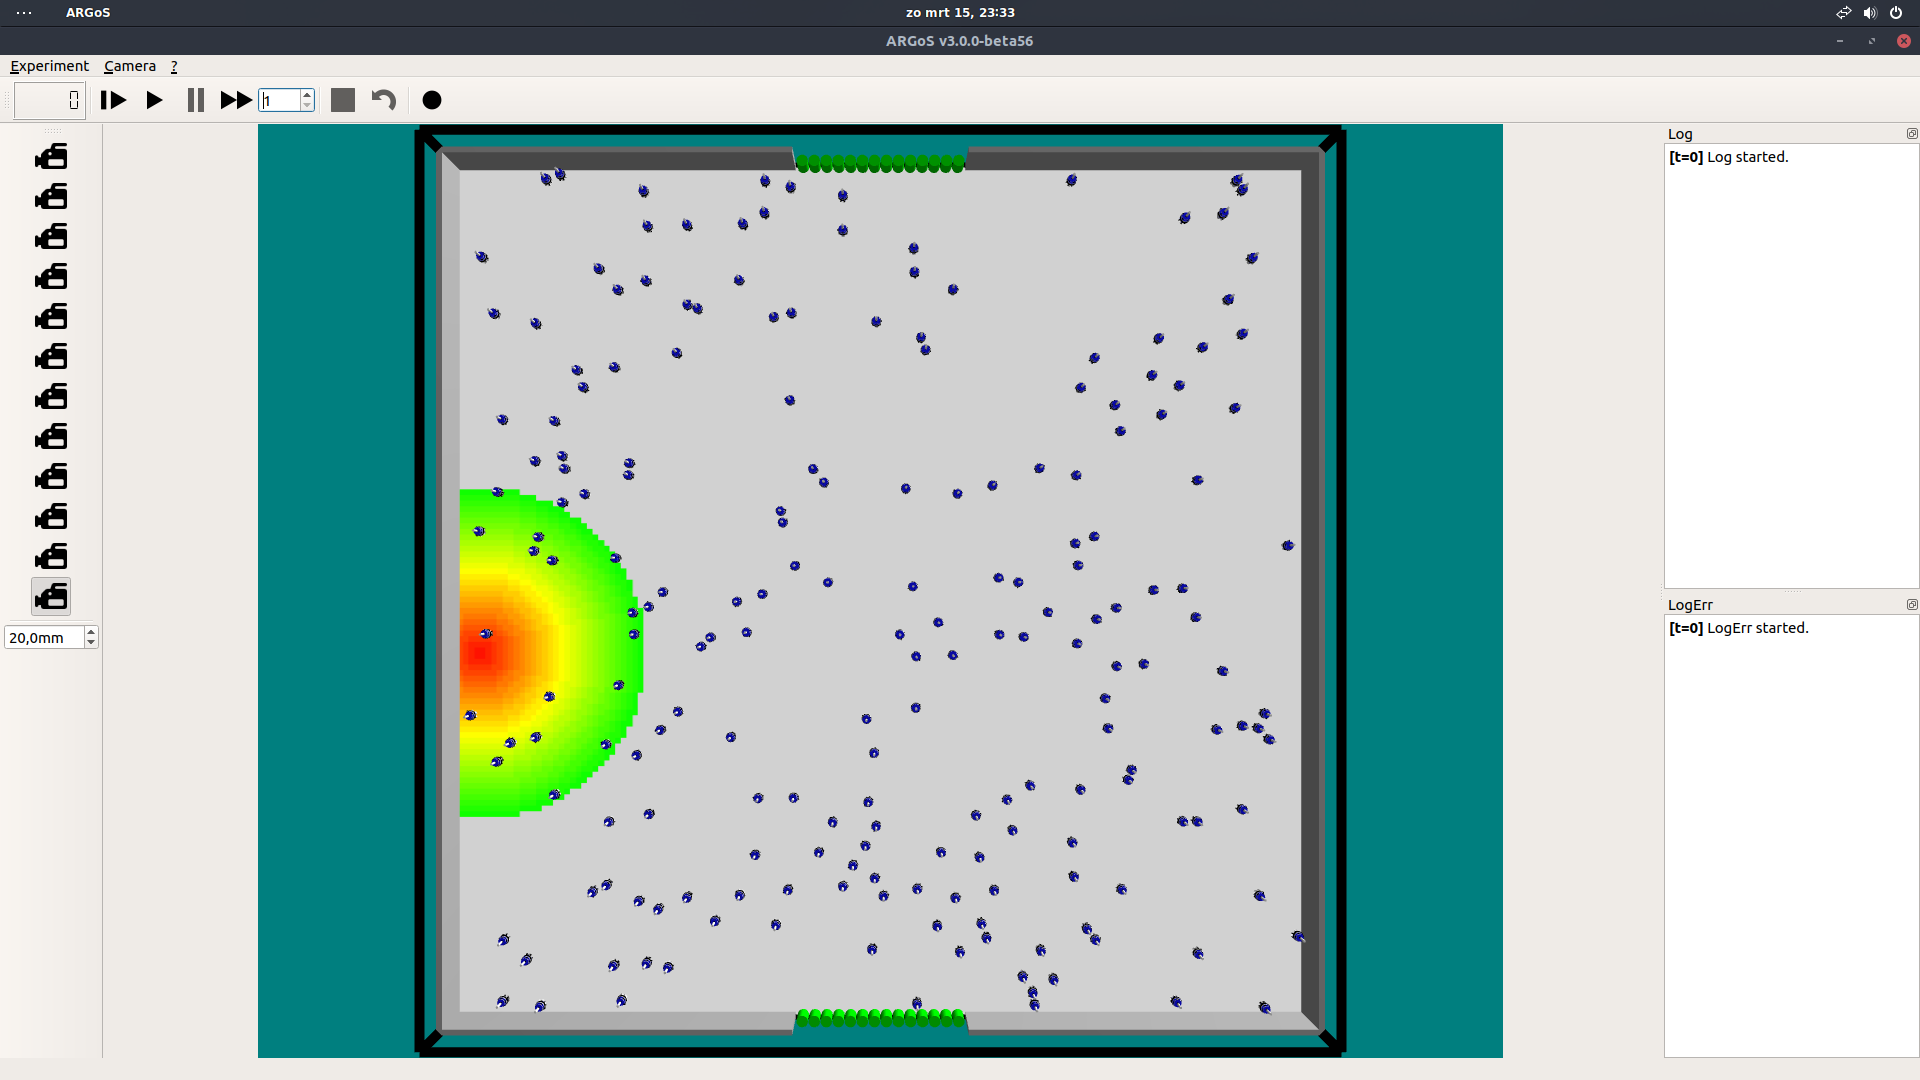 ARGoS
zo mrt 15, 23:33
ARGoS v3.0.0-beta56
Experiment Camera ?
0
1
Log
[t=0] Log started.
LogErr
[t=0] LogErr started.
20,0mm